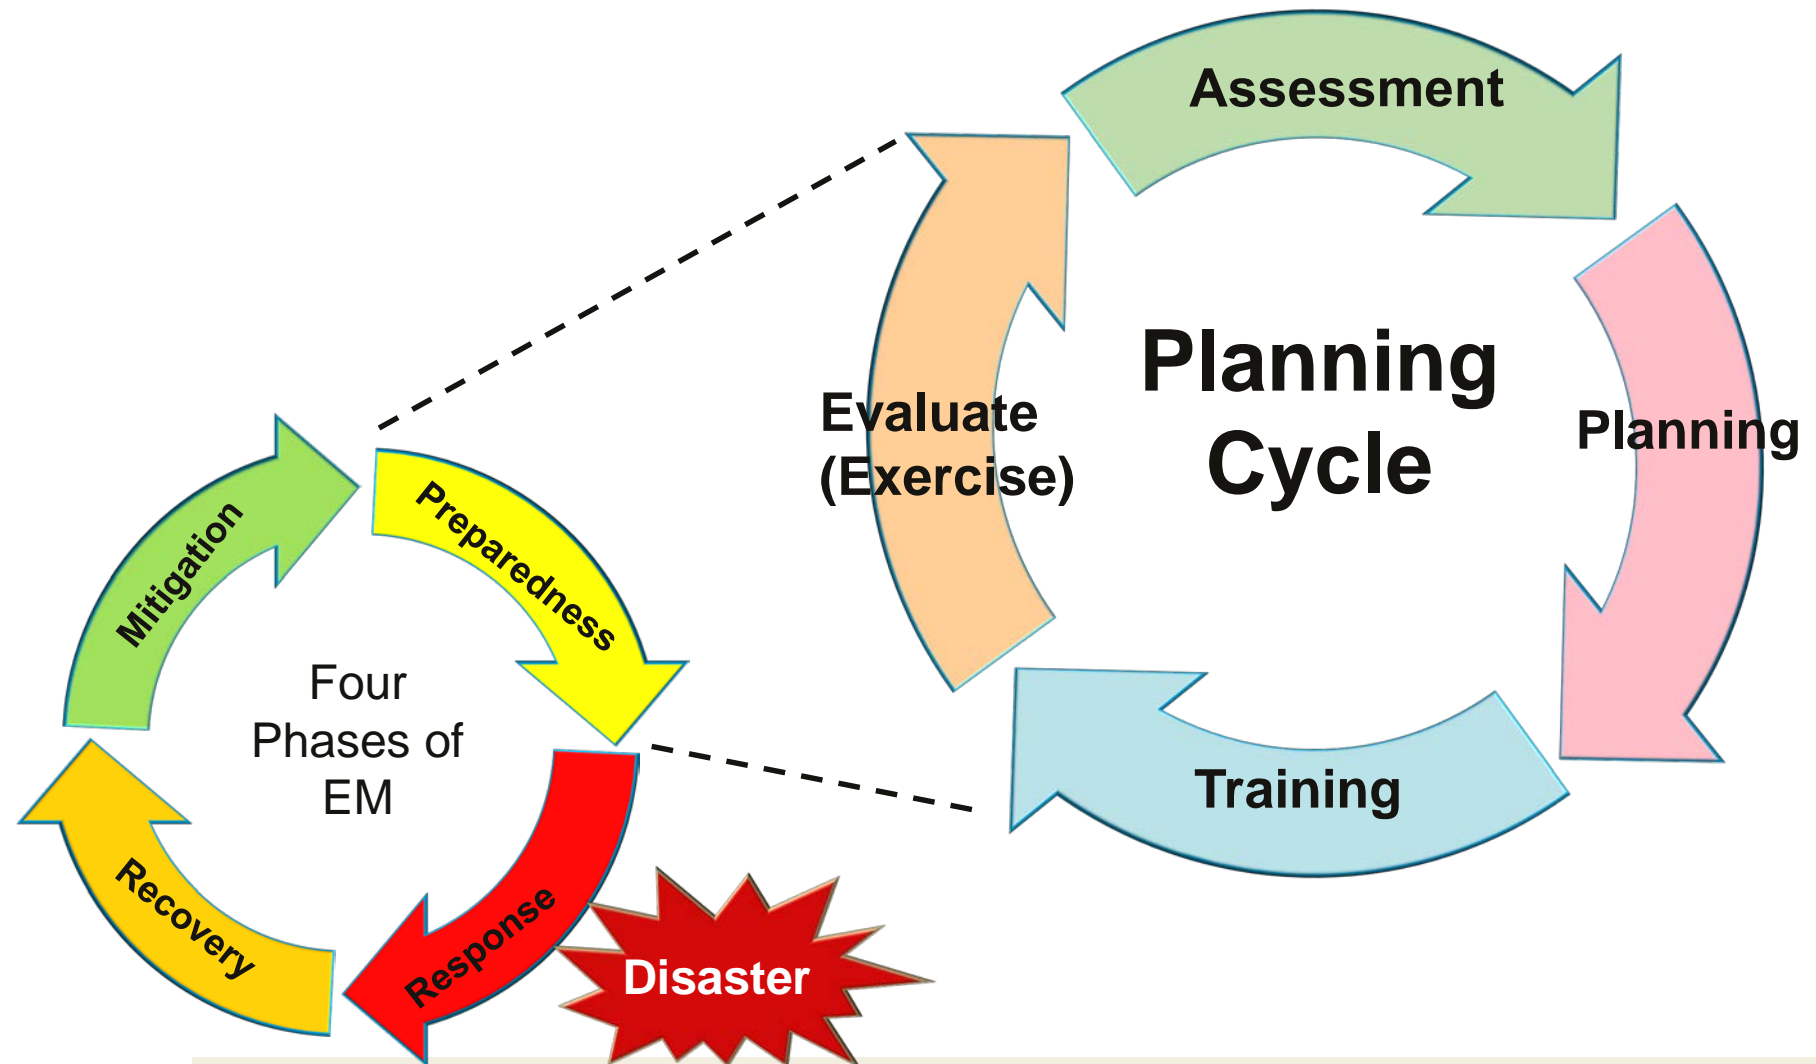 Assessment
Planning
Cycle
Evaluate
(Exercise)
Planning
Training
Mitigation
Preparedness
Four
Phases of
EM
Recovery
Response
Disaster